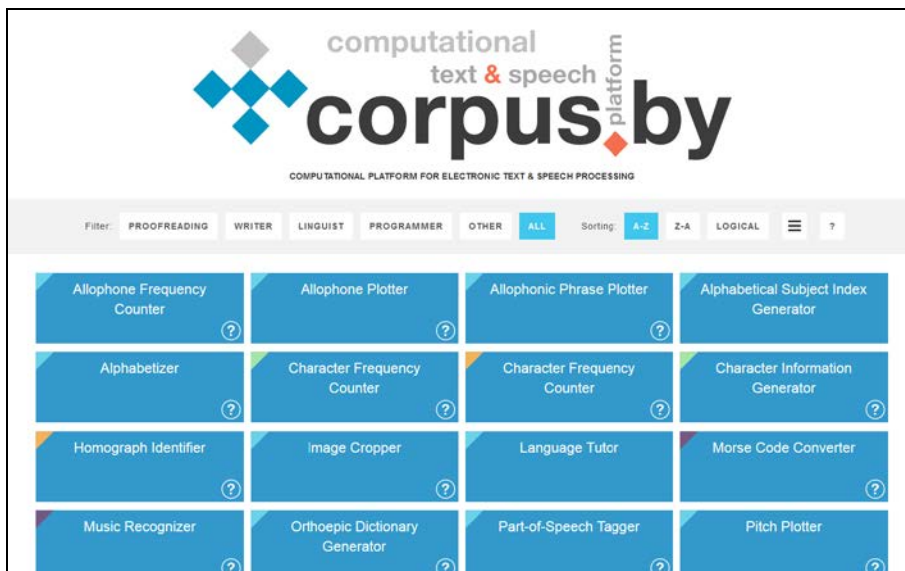 computational
text & speech
platform
corpus.by
COMPUTATIONAL PLATFORM FOR ELECTRONIC TEXT & SPEECH PROCESSING
Filter: PROOFREADING WRITER LINGUIST PROGRAMMER OTHER ALL Sorting: A-Z Z-A LOGICAL ☰ ?
Allophone Frequency
Counter
?
Allophone Plotter
?
Allophonic Phrase Plotter
?
Alphabetical Subject Index
Generator
Alphabetizer
?
Character Frequency
Counter
?
Character Frequency
Counter
?
Character Information
Generator
?
Homograph Identifier
?
Image Cropper
?
Language Tutor
Morse Code Converter
?
Music Recognizer
?
Orthoepic Dictionary
Generator
?
Part-of-Speech Tagger
?
Pitch Plotter
?